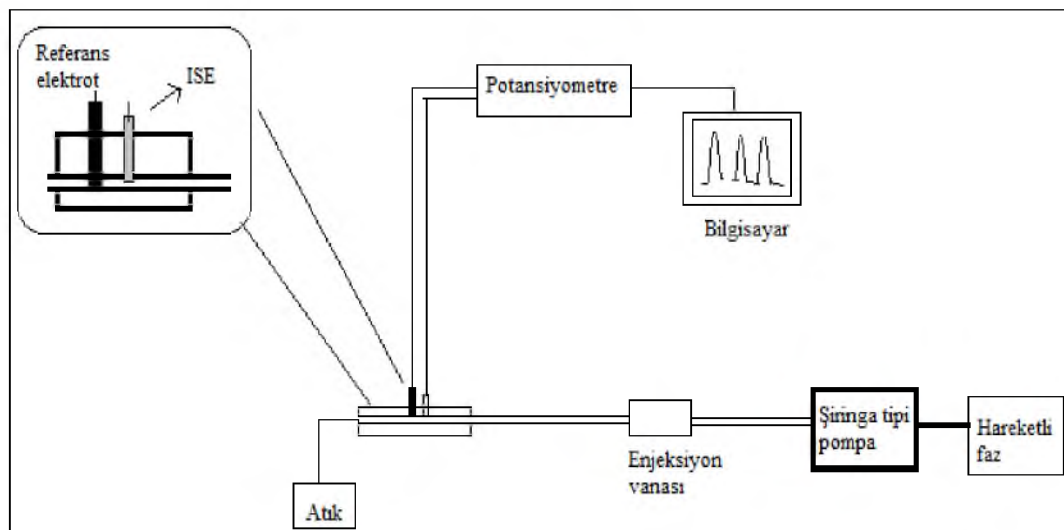 Referans
elektrot
ISE
Potansiyometre
Bilgisayar
Enjeksiyon
vanası
Şiringa tipi
pompa
Hareketli
faz
Atık